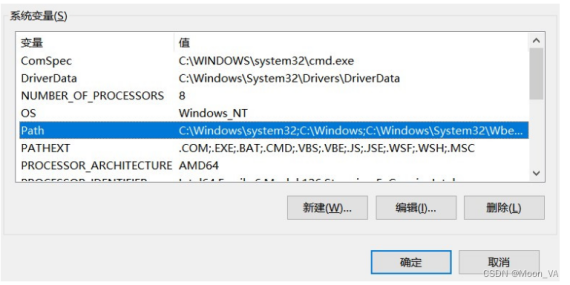 系统变量(S)
变量 值
ComSpec C:\WINDOWS\system32\cmd.exe
DriverData C:\Windows\System32\Drivers\DriverData
NUMBER_OF_PROCESSORS 8
OS Windows_NT
Path C:\Windows\system32;C:\Windows;C:\Windows\System32\Wbe...
PATHEXT .COM;.EXE;.BAT;.CMD;.VBS;.VBE;.JS;.JSE;.WSF;.WSH;.MSC
PROCESSOR_ARCHITECTURE AMD64
新建(W)... 编辑(I)... 删除(L)
确定 取消
CSDN @Moon_VA